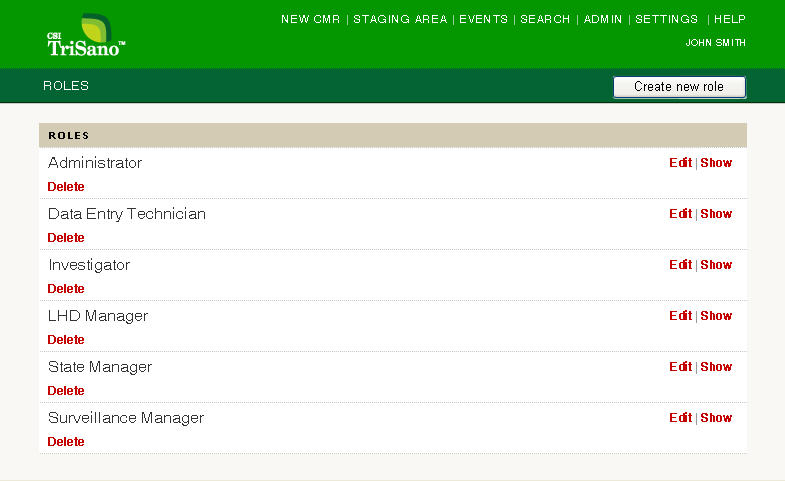 NEW CMR | STAGING AREA | EVENTS | SEARCH | ADMIN | SETTINGS | HELP
CSI
TriSano™
JOHN SMITH
ROLES
Create new role
ROLES
Administrator Edit | Show
Delete
Data Entry Technician Edit | Show
Delete
Investigator Edit | Show
Delete
LHD Manager Edit | Show
Delete
State Manager Edit | Show
Delete
Surveillance Manager Edit | Show
Delete